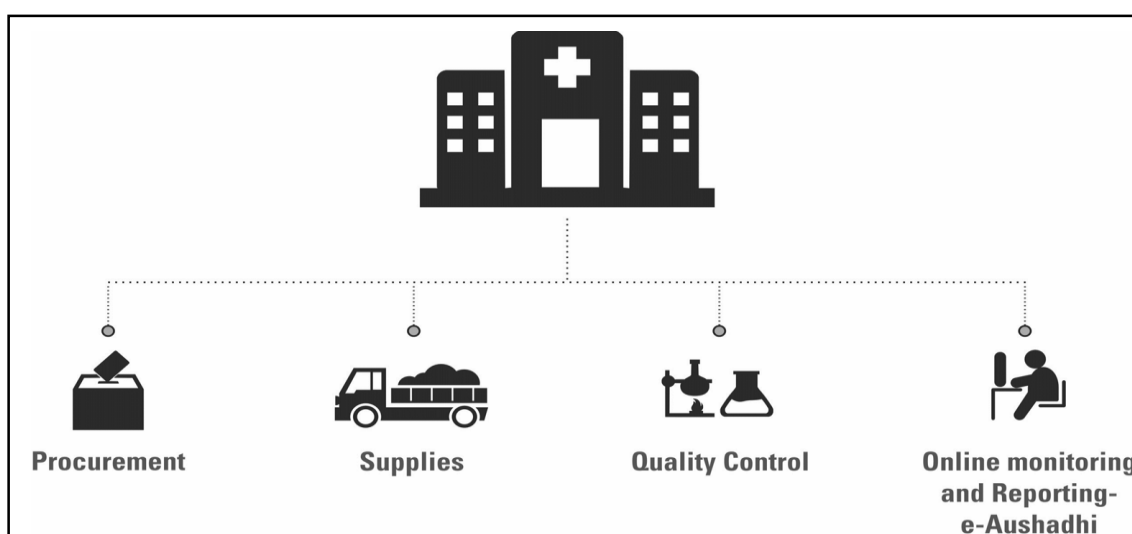 Procurement
Supplies
Quality Control
Online monitoring
and Reporting-
e-Aushadhi